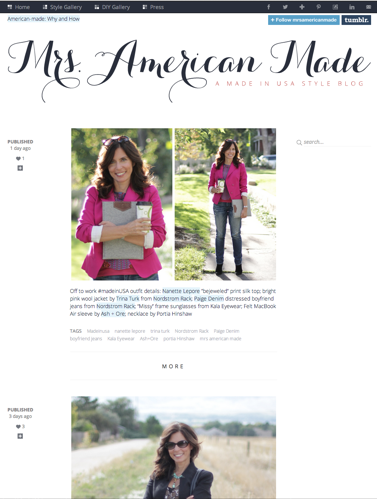 Home Style Gallery DIY Gallery Press
American-made: Why and How
+ Follow mrsamericanmade tumblr.
Mrs. American Made
A MADE IN USA STYLE BLOG
search...
PUBLISHED
1 day ago
1
Off to work #madeinUSA outfit details: Nanette Lepore "bejeweled" print silk top; bright
pink wool jacket by Trina Turk from Nordstrom Rack; Paige Denim distressed boyfriend
jeans from Nordstrom Rack; "Missy" frame sunglasses from Kala Eyewear; Felt MacBook
Air sleeve by Ash + Ore; necklace by Portia Hinshaw
TAGS Madeinusa nanette lepore trina turk Nordstrom Rack Paige Denim
boyfriend jeans Kala Eyewear Ash+Ore portia Hinshaw mrs american made
MORE
PUBLISHED
3 days ago
3